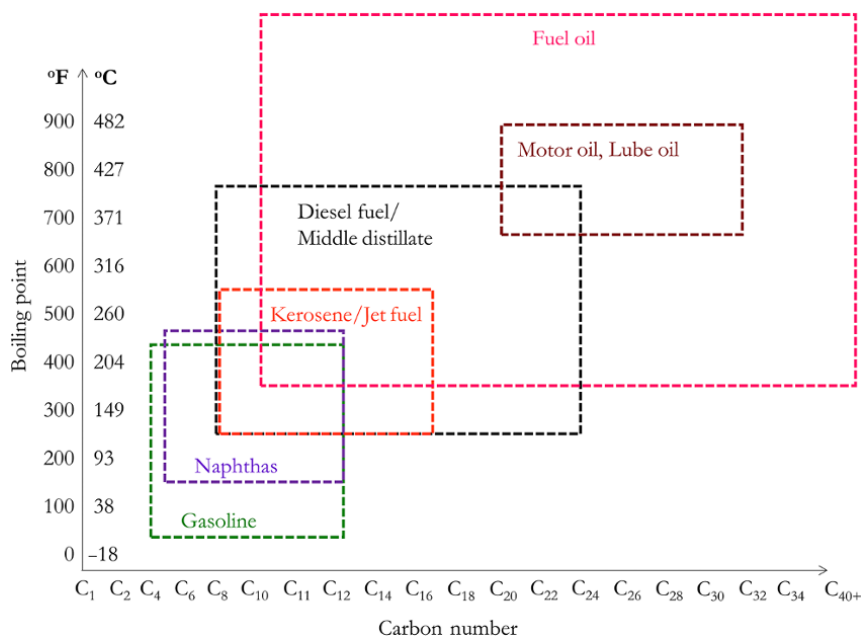 Fuel oil
°F °C
900 482
Motor oil, Lube oil
800 427
700 371
Diesel fuel/
Middle distillate
600 316
500 260
Kerosene/Jet fuel
Boiling point
400 204
300 149
200 93
Naphthas
100 38
Gasoline
0 –18
C₁ C₂ C₄ C₆ C₈ C₁₀ C₁₁ C₁₂ C₁₄ C₁₆ C₁₈ C₂₀ C₂₂ C₂₄ C₂₆ C₂₈ C₃₀ C₃₂ C₃₄ C₄₀₊
Carbon number